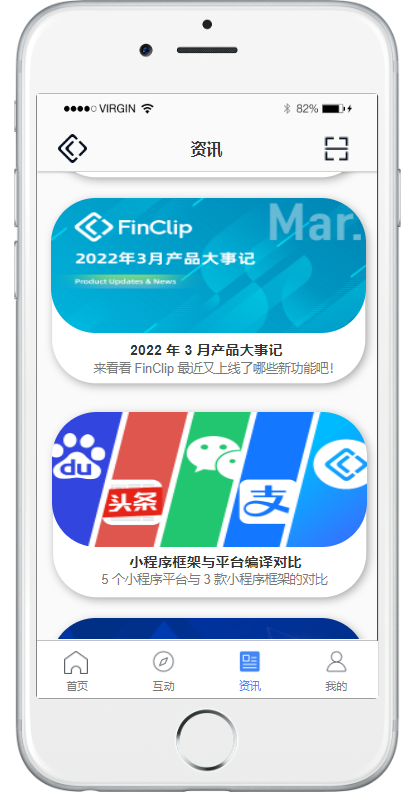 VIRGIN 82%
资讯
FinClip Mar.
2022年3月产品大事记
Product Updates & News
2022 年 3 月产品大事记
来看看 FinClip 最近又上线了哪些新功能吧!
du 头条 支
小程序框架与平台编译对比
5 个小程序平台与 3 款小程序框架的对比
首页 互动 资讯 我的